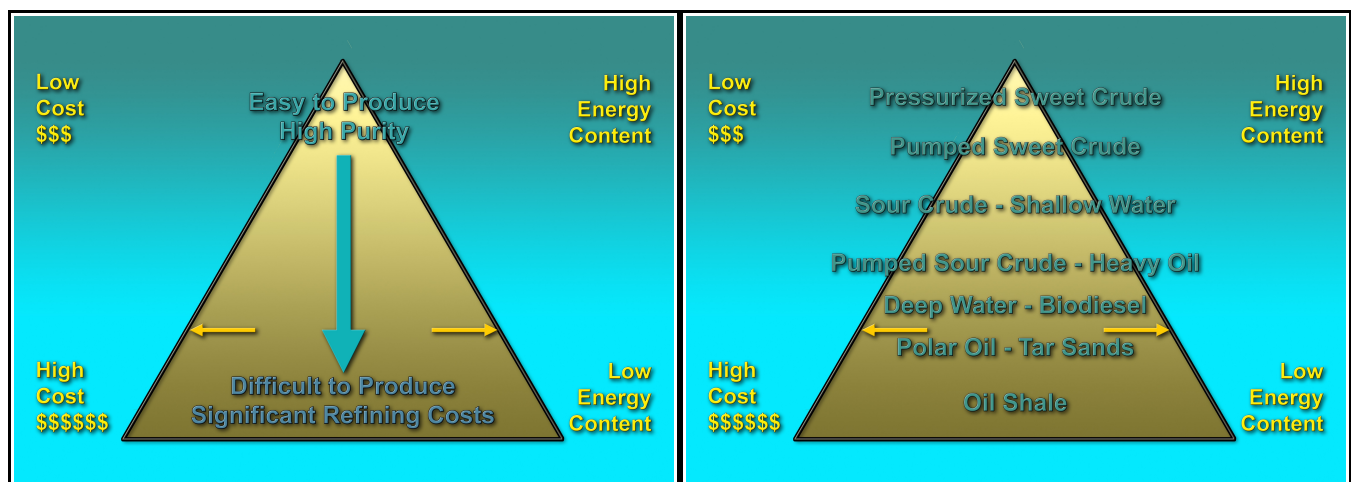 Low
Cost
$$$
Easy to Produce
High Purity
High
Energy
Content
High
Cost
$$$$$$
Difficult to Produce
Significant Refining Costs
Low
Energy
Content
Low
Cost
$$$
Pressurized Sweet Crude
Pumped Sweet Crude
Sour Crude - Shallow Water
Pumped Sour Crude - Heavy Oil
Deep Water - Biodiesel
Polar Oil - Tar Sands
Oil Shale
High
Energy
Content
High
Cost
$$$$$$
Low
Energy
Content